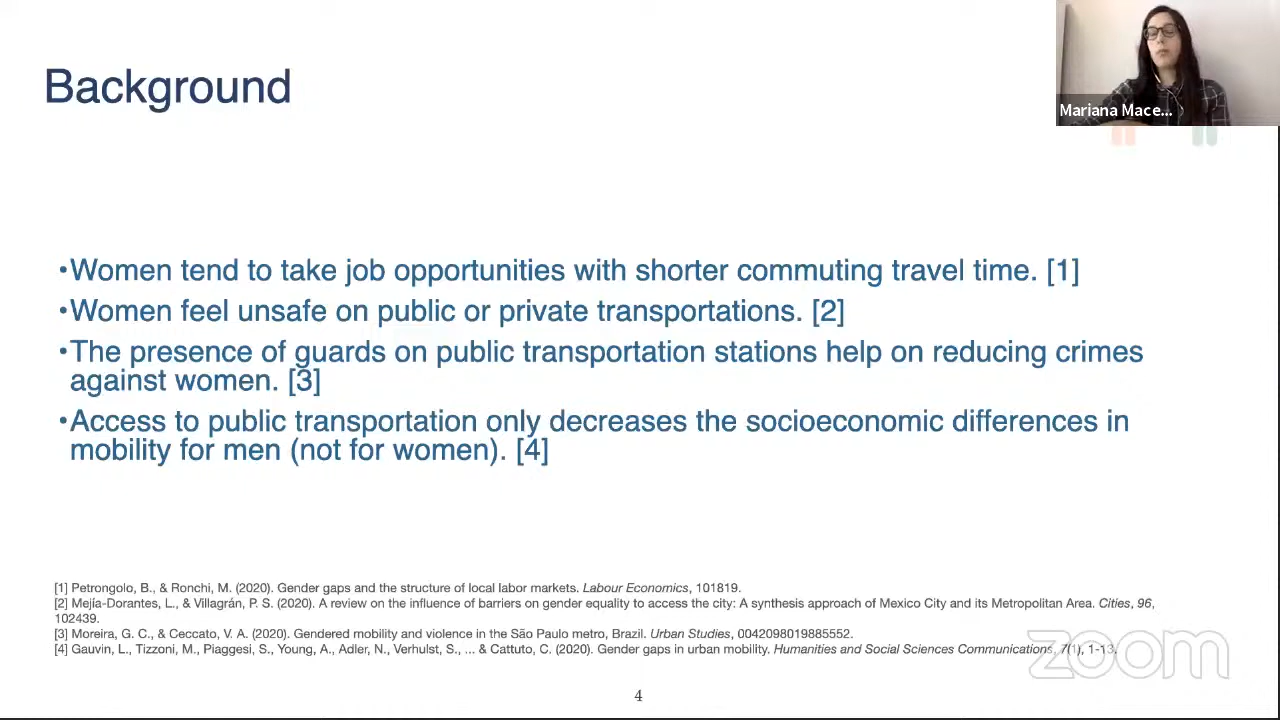 Background
Mariana Mace...
•Women tend to take job opportunities with shorter commuting travel time. [1]
•Women feel unsafe on public or private transportations. [2]
•The presence of guards on public transportation stations help on reducing crimes
against women. [3]
•Access to public transportation only decreases the socioeconomic differences in
mobility for men (not for women). [4]
[1] Petrongolo, B., & Ronchi, M. (2020). Gender gaps and the structure of local labor markets. Labour Economics, 101819.
[2] Mejía-Dorantes, L., & Villagrán, P. S. (2020). A review on the influence of barriers on gender equality to access the city: A synthesis approach of Mexico City and its Metropolitan Area. Cities, 96,
102439.
[3] Moreira, G. C., & Ceccato, V. A. (2020). Gendered mobility and violence in the São Paulo metro, Brazil. Urban Studies, 0042098019885552.
[4] Gauvin, L., Tizzoni, M., Piaggesi, S., Young, A., Adler, N., Verhulst, S., ... & Cattuto, C. (2020). Gender gaps in urban mobility. Humanities and Social Sciences Communications, 7(1), 1-13.
zoom
4